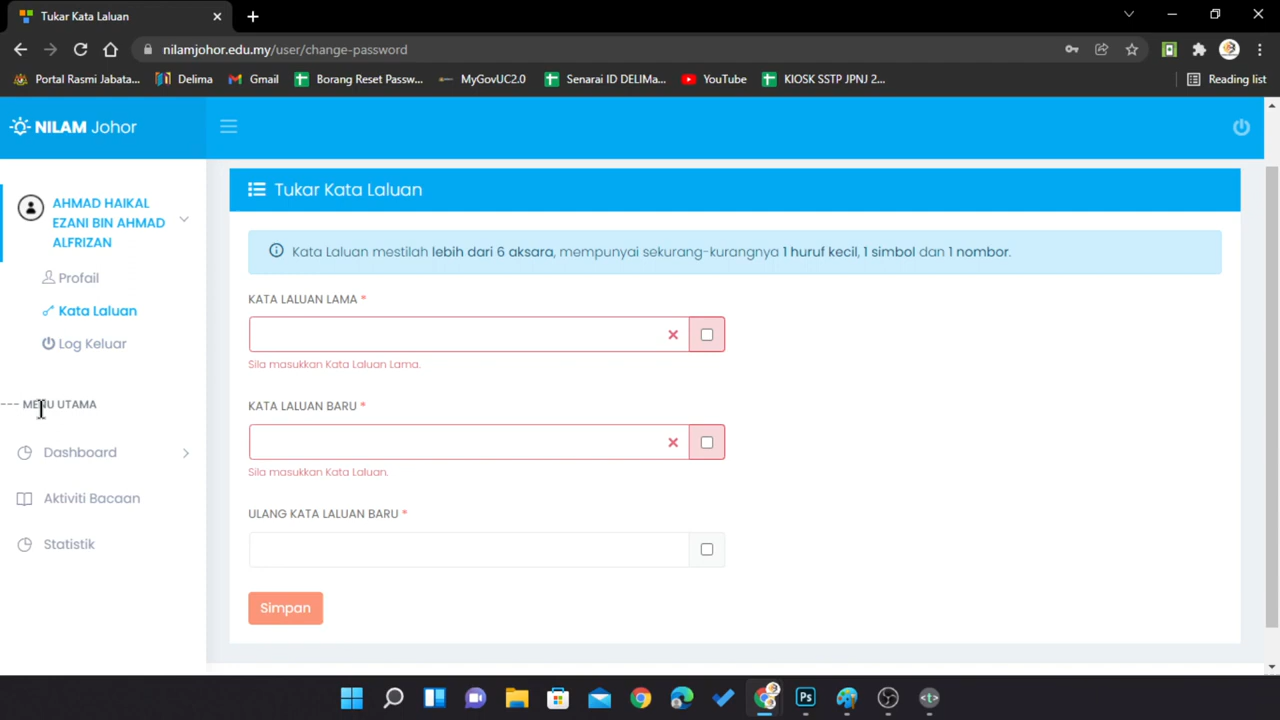 Tukar Kata Laluan
nilamjohor.edu.my/user/change-password
Portal Rasmi Jabata... Delima Gmail Borang Reset Passw... MyGovUC2.0 Senarai ID DELIMa... YouTube KIOSK SSTP JPNJ 2... Reading list
NILAM Johor
AHMAD HAIKAL
EZANI BIN AHMAD
ALFRIZAN
Profail
Kata Laluan
Log Keluar
--- MENU UTAMA
Dashboard
Aktiviti Bacaan
Statistik
Tukar Kata Laluan
Kata Laluan mestilah lebih dari 6 aksara, mempunyai sekurang-kurangnya 1 huruf kecil, 1 simbol dan 1 nombor.
KATA LALUAN LAMA *
Sila masukkan Kata Laluan Lama.
KATA LALUAN BARU *
Sila masukkan Kata Laluan.
ULANG KATA LALUAN BARU *
Simpan
Ps
<t>